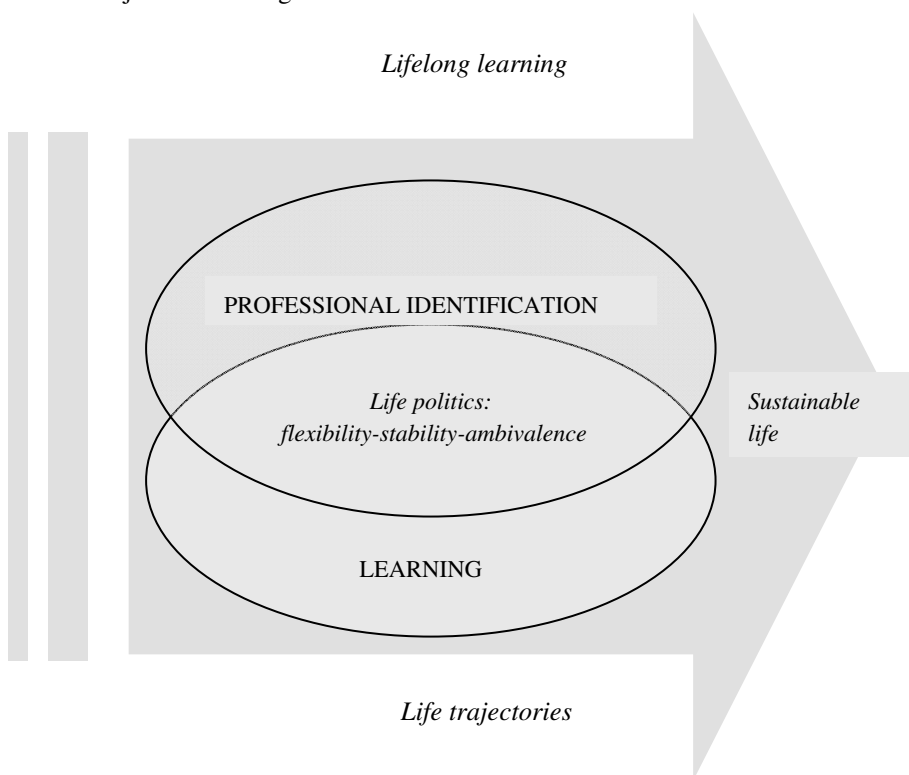 Lifelong learning
PROFESSIONAL IDENTIFICATION
Life politics:
flexibility-stability-ambivalence
Sustainable
life
LEARNING
Life trajectories